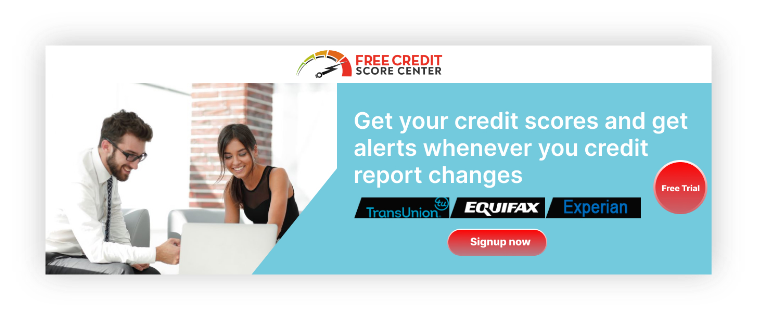 FREE CREDIT
SCORE CENTER
Get your credit scores and get
alerts whenever you credit
report changes
Free Trial
TransUnion. tu EQUIFAX Experian
Signup now